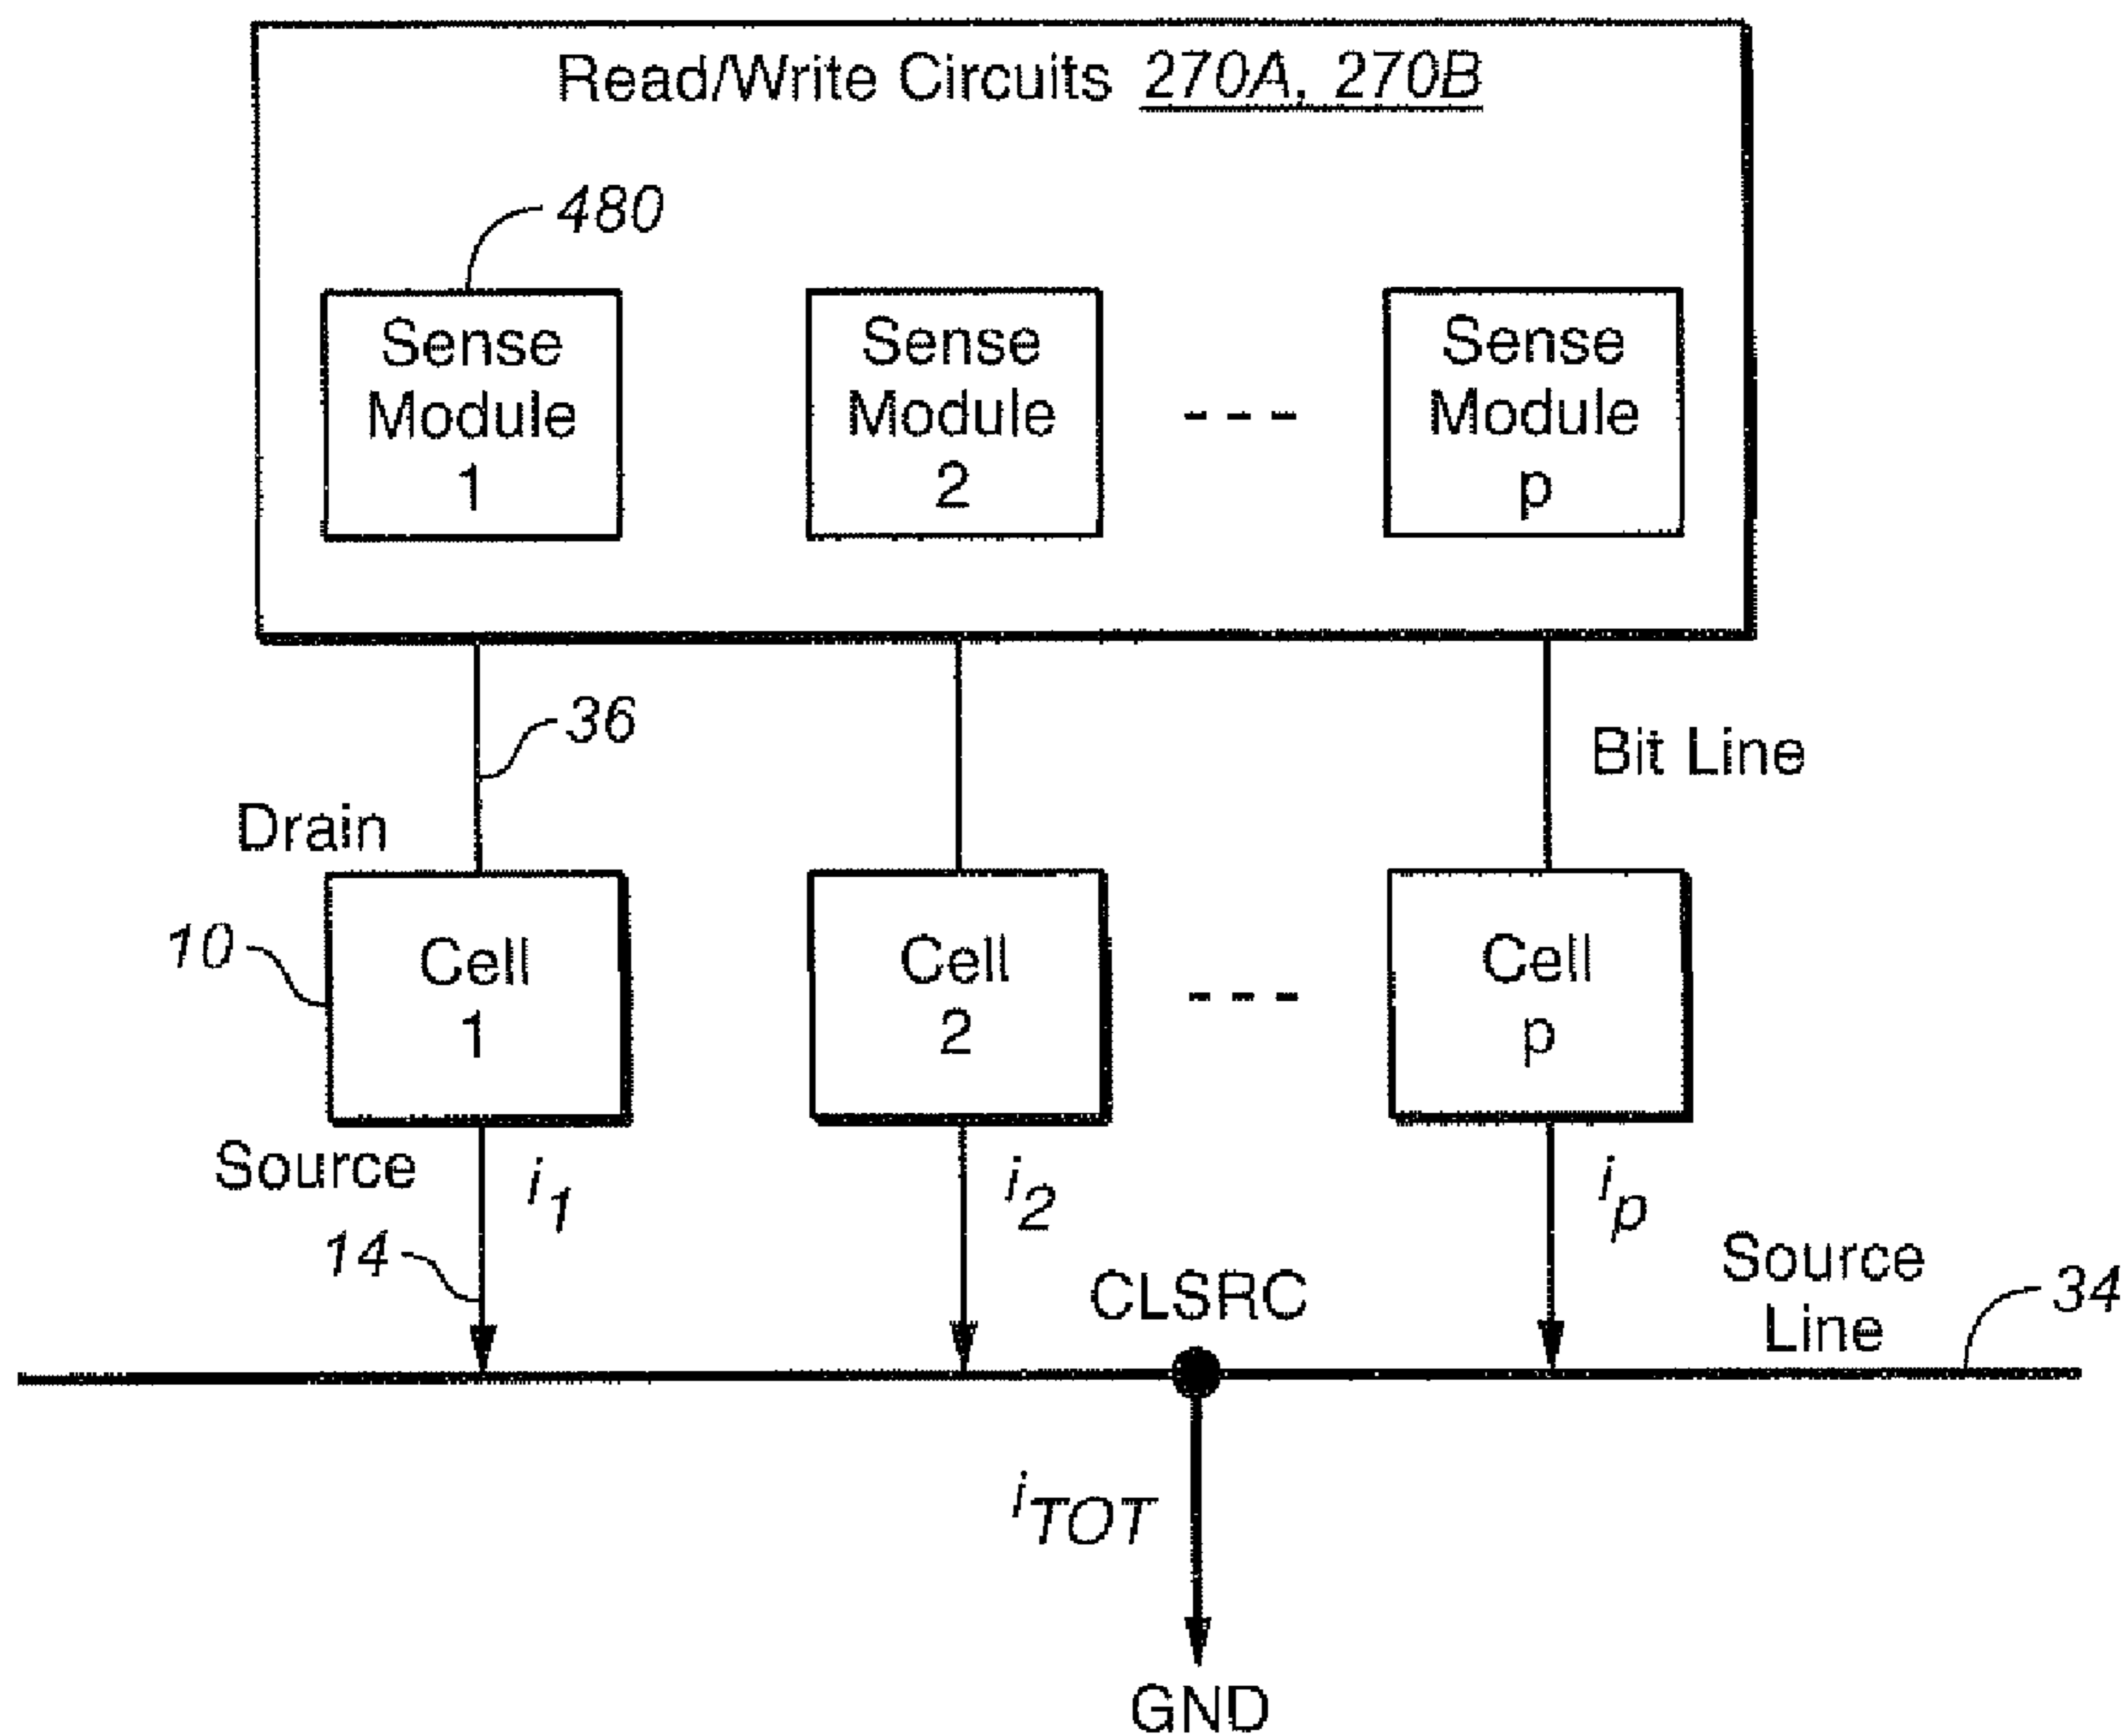 Read/Write Circuits 270A, 270B
480
Sense
Module
1
Sense
Module
2
Sense
Module
p
36
Bit Line
Drain
10
Cell
1
Cell
2
Cell
p
Source
i1
i2
ip
14
CLSRC
Source
Line
34
iTOT
GND